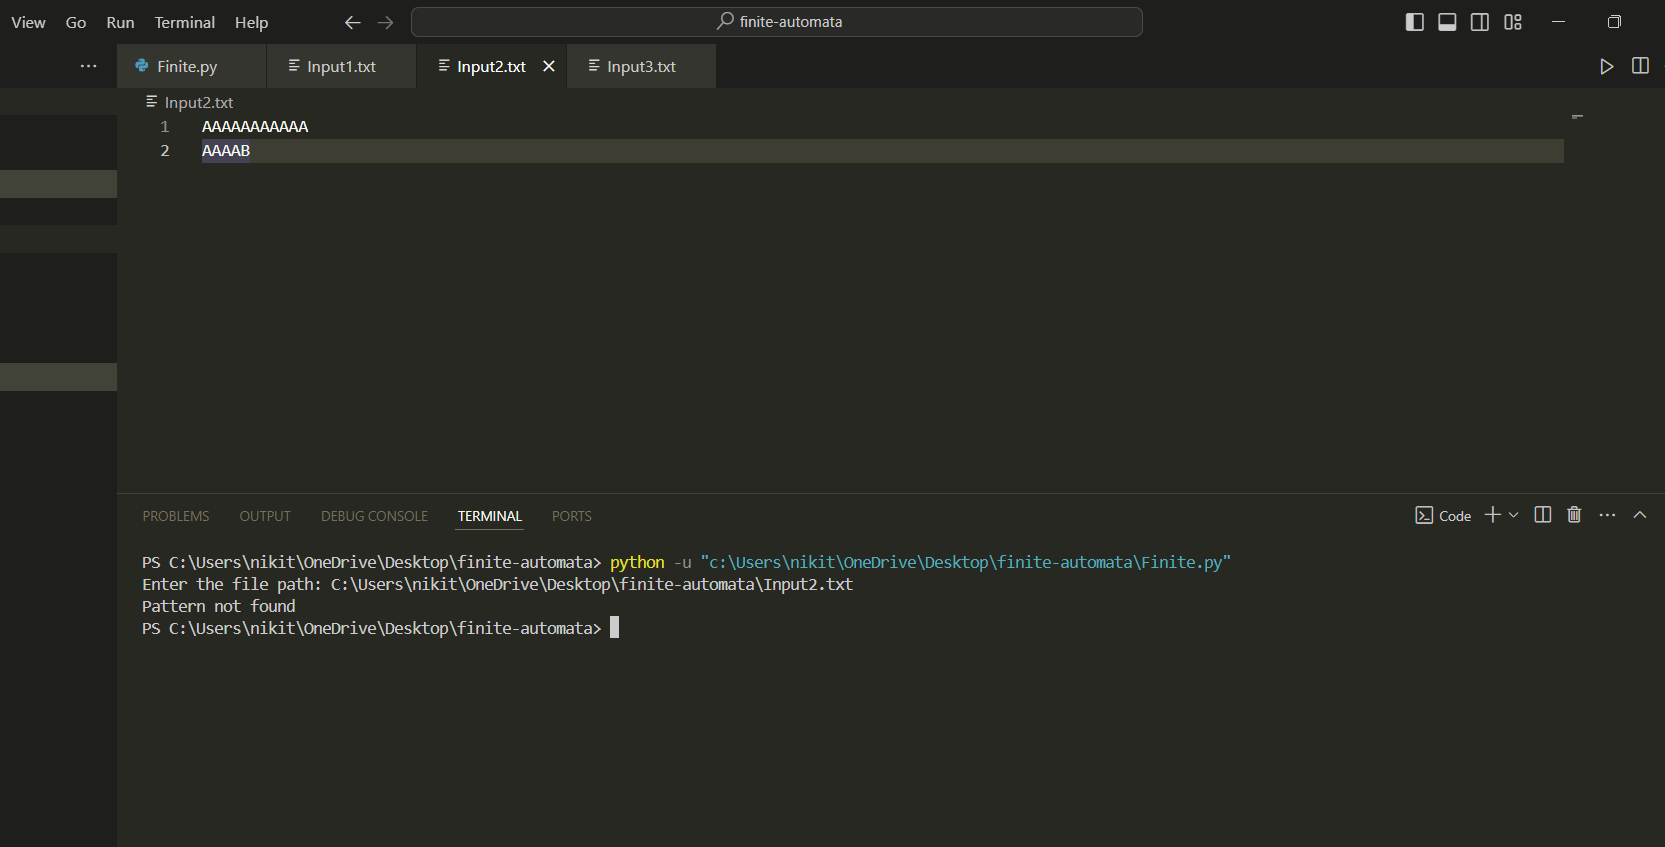 View Go Run Terminal Help
finite-automata
Finite.py Input1.txt Input2.txt Input3.txt
Input2.txt
1 AAAAAAAAAAA
2 AAAAB
PROBLEMS OUTPUT DEBUG CONSOLE TERMINAL PORTS
Code
PS C:\Users\nikit\OneDrive\Desktop\finite-automata> python -u "c:\Users\nikit\OneDrive\Desktop\finite-automata\Finite.py"
Enter the file path: C:\Users\nikit\OneDrive\Desktop\finite-automata\Input2.txt
Pattern not found
PS C:\Users\nikit\OneDrive\Desktop\finite-automata>